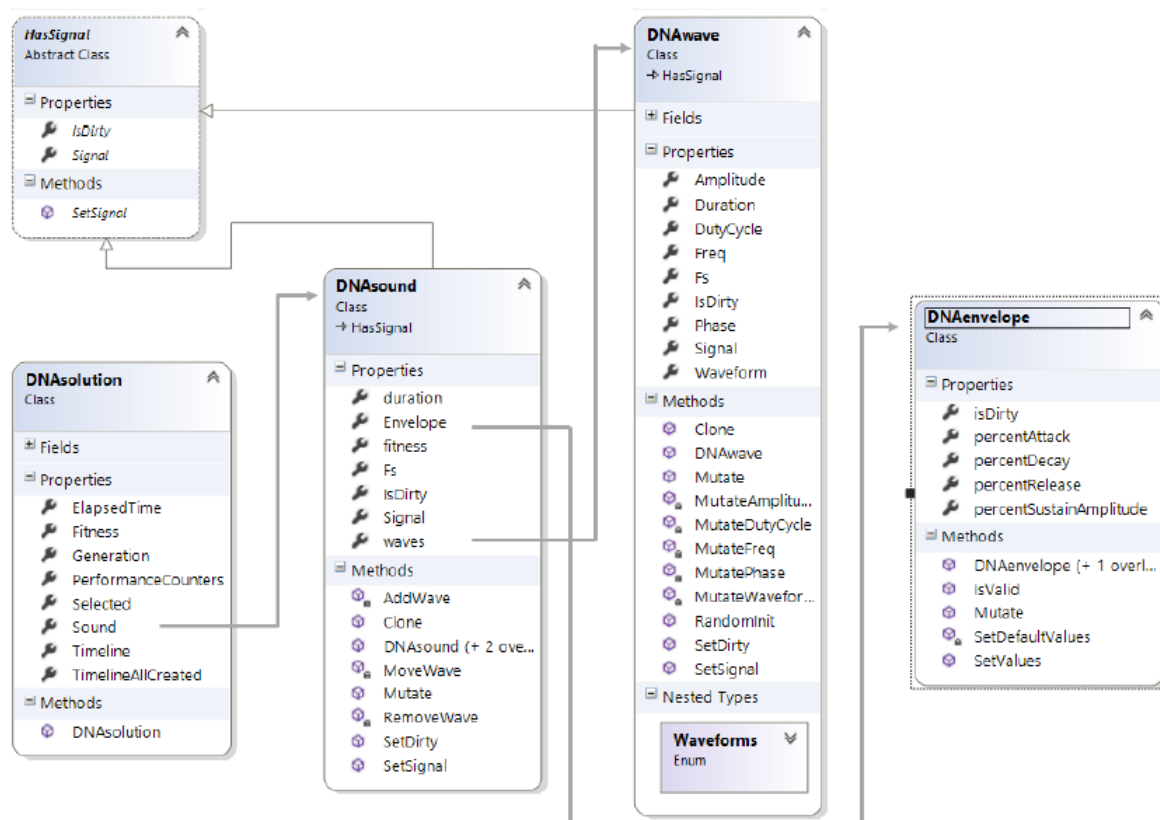 HasSignal
Abstract Class
Properties
IsDirty
Signal
Methods
SetSignal
DNAsolution
Class
Fields
Properties
ElapsedTime
Fitness
Generation
PerformanceCounters
Selected
Sound
Timeline
TimelineAllCreated
Methods
DNAsolution
DNAsound
Class
HasSignal
Properties
duration
Envelope
fitness
Fs
IsDirty
Signal
waves
Methods
AddWave
Clone
DNAsound (+ 2 ove...
MoveWave
Mutate
RemoveWave
SetDirty
SetSignal
DNAwave
Class
HasSignal
Fields
Properties
Amplitude
Duration
DutyCycle
Freq
Fs
IsDirty
Phase
Signal
Waveform
Methods
Clone
DNAwave
Mutate
MutateAmplitu...
MutateDutyCycle
MutateFreq
MutatePhase
MutateWavefor...
RandomInit
SetDirty
SetSignal
Nested Types
Waveforms
Enum
DNAenvelope
Class
Properties
isDirty
percentAttack
percentDecay
percentRelease
percentSustainAmplitude
Methods
DNAenvelope (+ 1 overl...
IsValid
Mutate
SetDefaultValues
SetValues